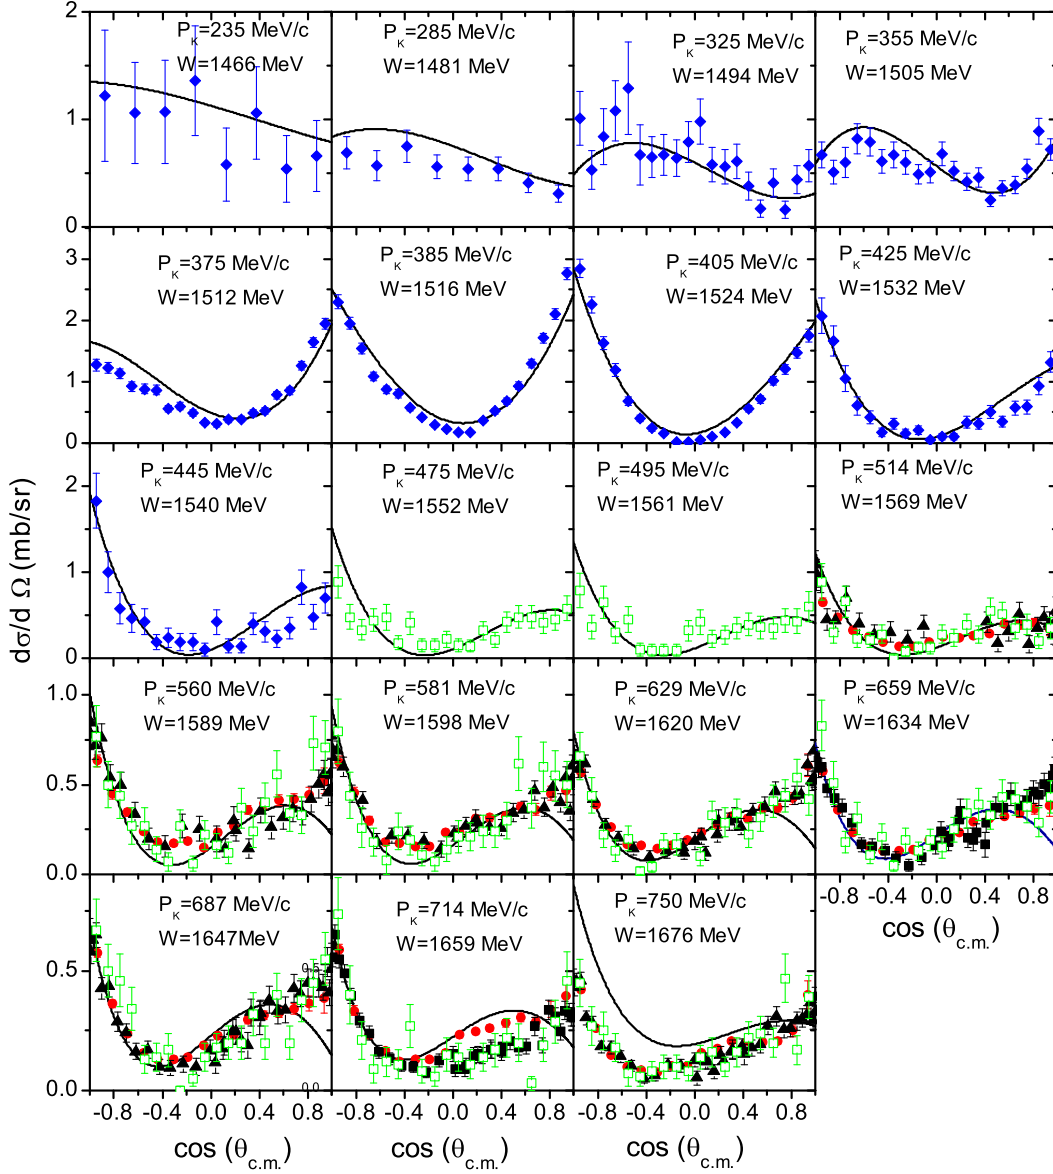 2
1
0
P_K=235 MeV/c
W=1466 MeV
P_K=285 MeV/c
W=1481 MeV
P_K=325 MeV/c
W=1494 MeV
P_K=355 MeV/c
W=1505 MeV
3
2
1
0
P_K=375 MeV/c
W=1512 MeV
P_K=385 MeV/c
W=1516 MeV
P_K=405 MeV/c
W=1524 MeV
P_K=425 MeV/c
W=1532 MeV
dσ/d Ω (mb/sr)
2
1
0
P_K=445 MeV/c
W=1540 MeV
P_K=475 MeV/c
W=1552 MeV
P_K=495 MeV/c
W=1561 MeV
P_K=514 MeV/c
W=1569 MeV
1.0
0.5
0.0
P_K=560 MeV/c
W=1589 MeV
P_K=581 MeV/c
W=1598 MeV
P_K=629 MeV/c
W=1620 MeV
P_K=659 MeV/c
W=1634 MeV
-0.8 -0.4 0.0 0.4 0.8
cos (θ_c.m.)
0.5
0.0
P_K=687 MeV/c
W=1647MeV
0.5
0.0
P_K=714 MeV/c
W=1659 MeV
P_K=750 MeV/c
W=1676 MeV
-0.8 -0.4 0.0 0.4 0.8
-0.8 -0.4 0.0 0.4 0.8
-0.8 -0.4 0.0 0.4 0.8
cos (θ_c.m.)
cos (θ_c.m.)
cos (θ_c.m.)